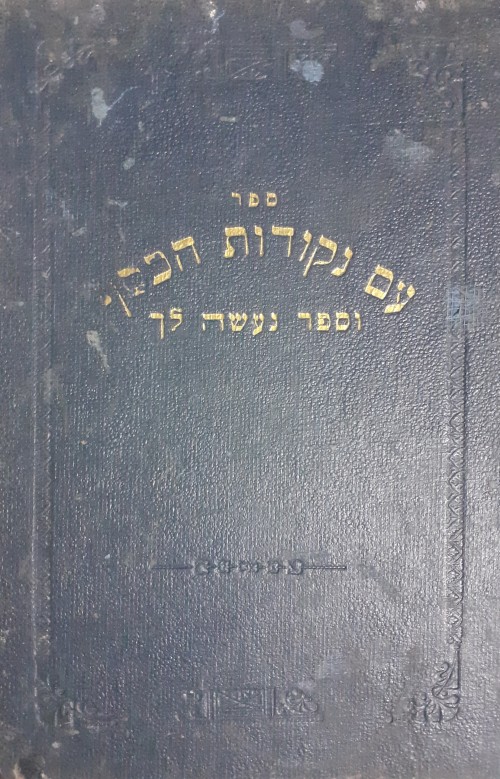 ספר
עם נקודות הכסף
וספר נעשה לך